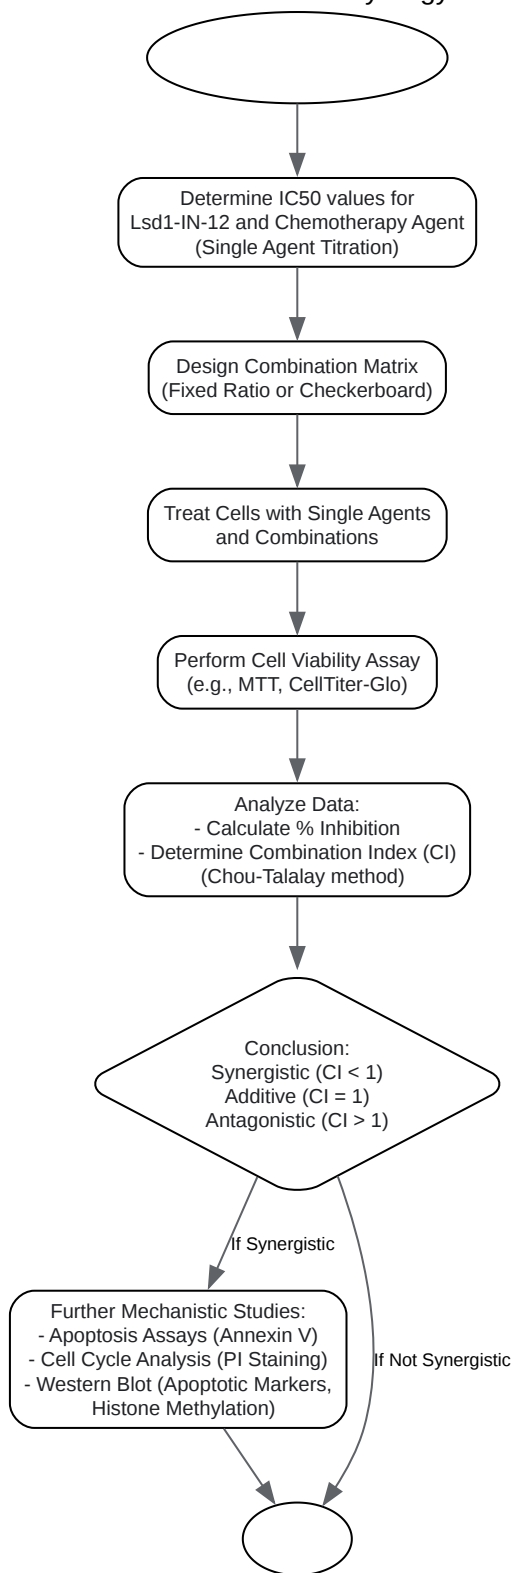 Determine IC50 values for
Lsd1-IN-12 and Chemotherapy Agent
(Single Agent Titration)
Design Combination Matrix
(Fixed Ratio or Checkerboard)
Treat Cells with Single Agents
and Combinations
Perform Cell Viability Assay
(e.g., MTT, CellTiter-Glo)
Analyze Data:
- Calculate % Inhibition
- Determine Combination Index (CI)
(Chou-Talalay method)
Conclusion:
Synergistic (CI < 1)
Additive (CI = 1)
Antagonistic (CI > 1)
If Synergistic
Further Mechanistic Studies:
- Apoptosis Assays (Annexin V)
- Cell Cycle Analysis (PI Staining)
- Western Blot (Apoptotic Markers,
Histone Methylation)
If Not Synergistic